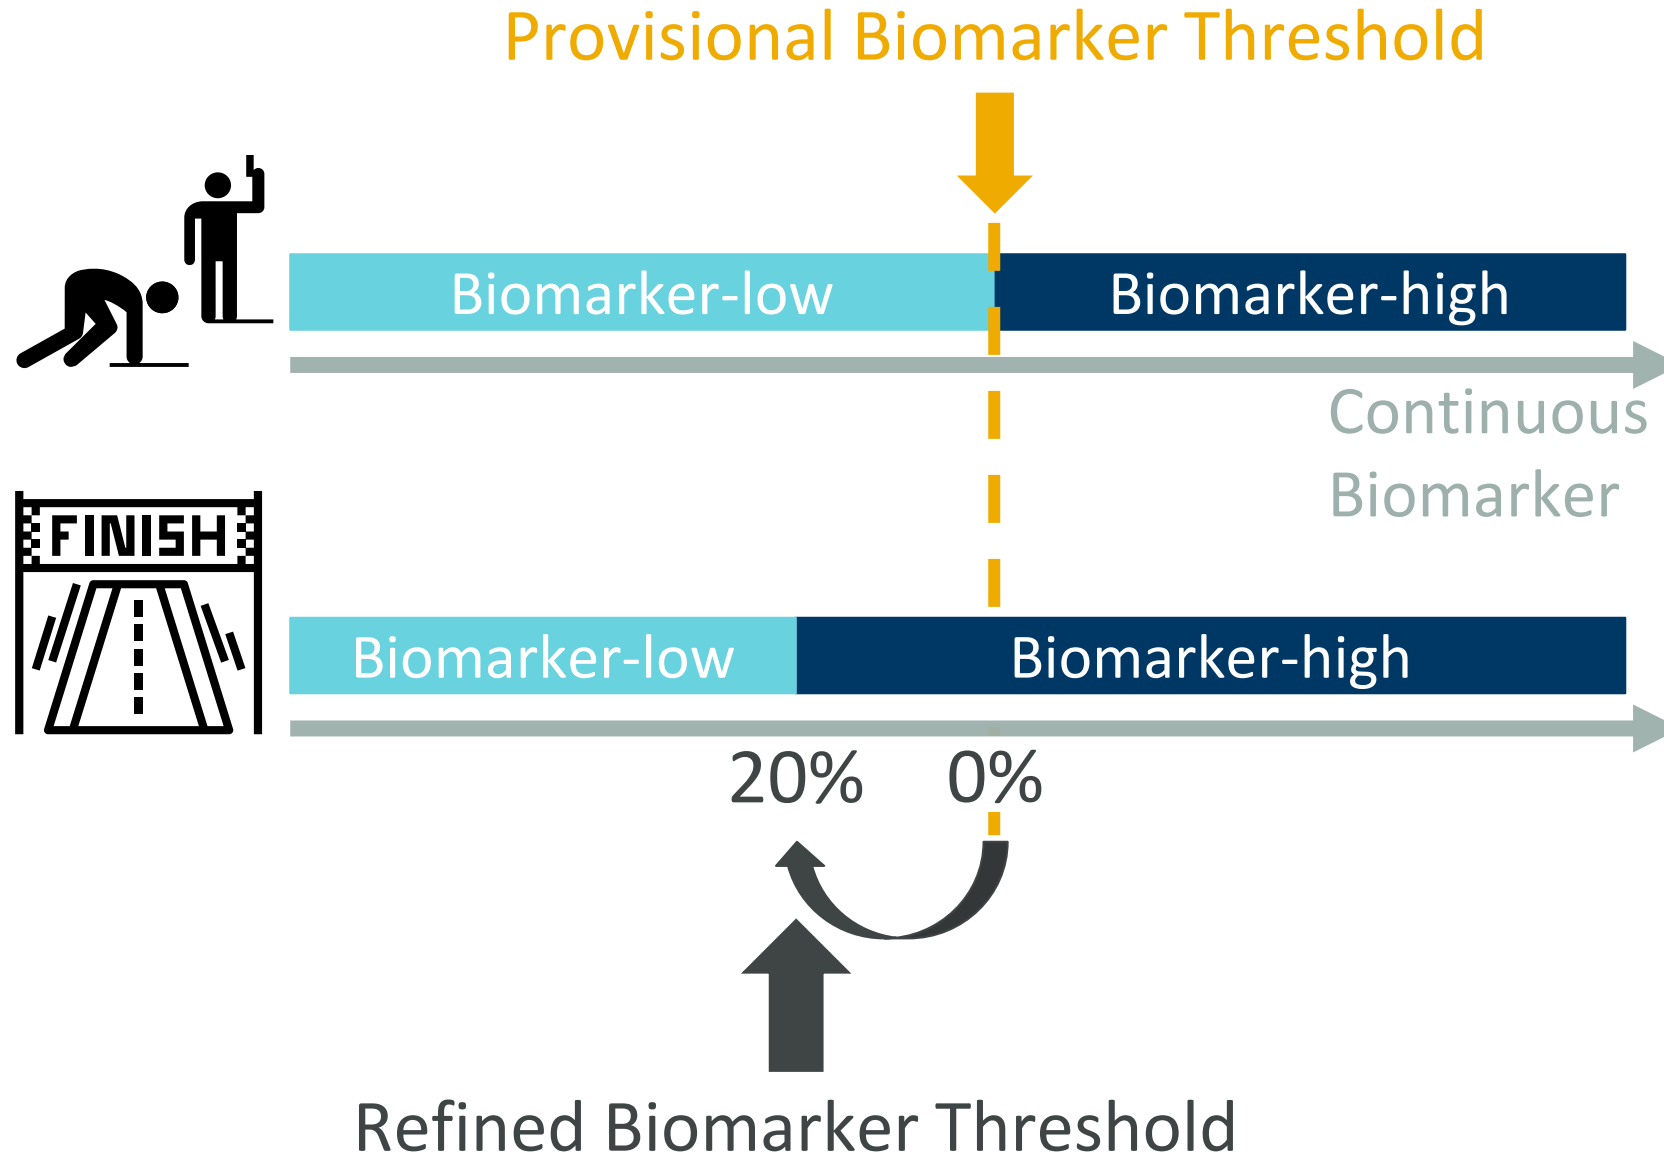 Provisional Biomarker Threshold
Biomarker-low
Biomarker-high
Continuous
Biomarker
FINISH
Biomarker-low
Biomarker-high
20%
0%
Refined Biomarker Threshold